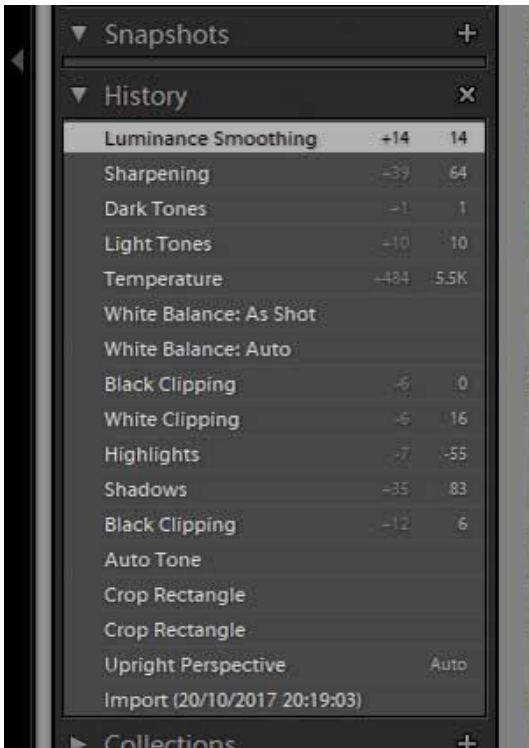 Snapshots +
History ×
Luminance Smoothing +14 14
Sharpening +39 64
Dark Tones +1 1
Light Tones +10 10
Temperature +484 5.5K
White Balance: As Shot
White Balance: Auto
Black Clipping -6 0
White Clipping -6 16
Highlights -7 -55
Shadows +35 83
Black Clipping +12 6
Auto Tone
Crop Rectangle
Crop Rectangle
Upright Perspective Auto
Import (20/10/2017 20:19:03)
Collections +